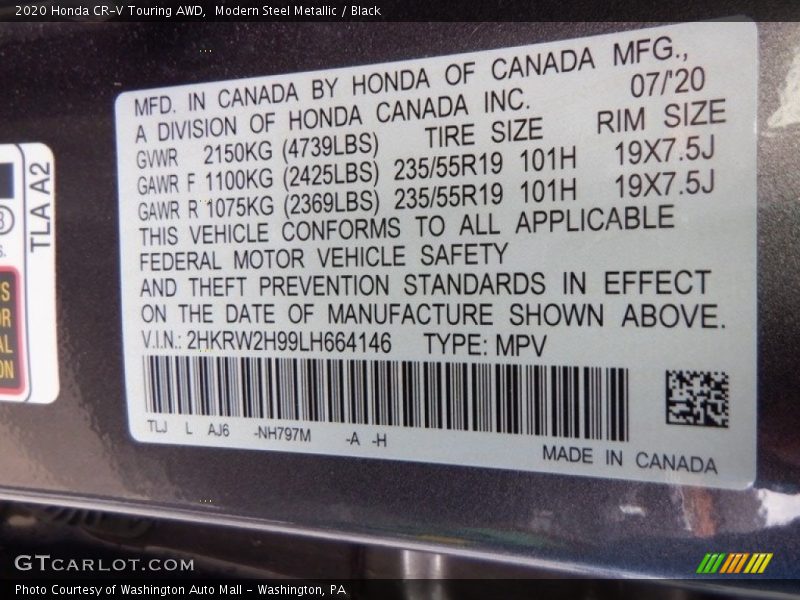 2020 Honda CR-V Touring AWD,  Modern Steel Metallic / Black
MFD. IN CANADA BY HONDA OF CANADA MFG.,
A DIVISION OF HONDA CANADA INC. 07/'20
GVWR 2150KG (4739LBS) TIRE SIZE RIM SIZE
GAWR F 1100KG (2425LBS) 235/55R19 101H 19X7.5J
GAWR R 1075KG (2369LBS) 235/55R19 101H 19X7.5J
THIS VEHICLE CONFORMS TO ALL APPLICABLE
FEDERAL MOTOR VEHICLE SAFETY
AND THEFT PREVENTION STANDARDS IN EFFECT
ON THE DATE OF MANUFACTURE SHOWN ABOVE.
V.I.N.: 2HKRW2H99LH664146 TYPE: MPV
TLJ L AJ6 -NH797M -A -H
MADE IN CANADA
TLA A2
GTCARLOT.COM
Photo Courtesy of Washington Auto Mall - Washington, PA